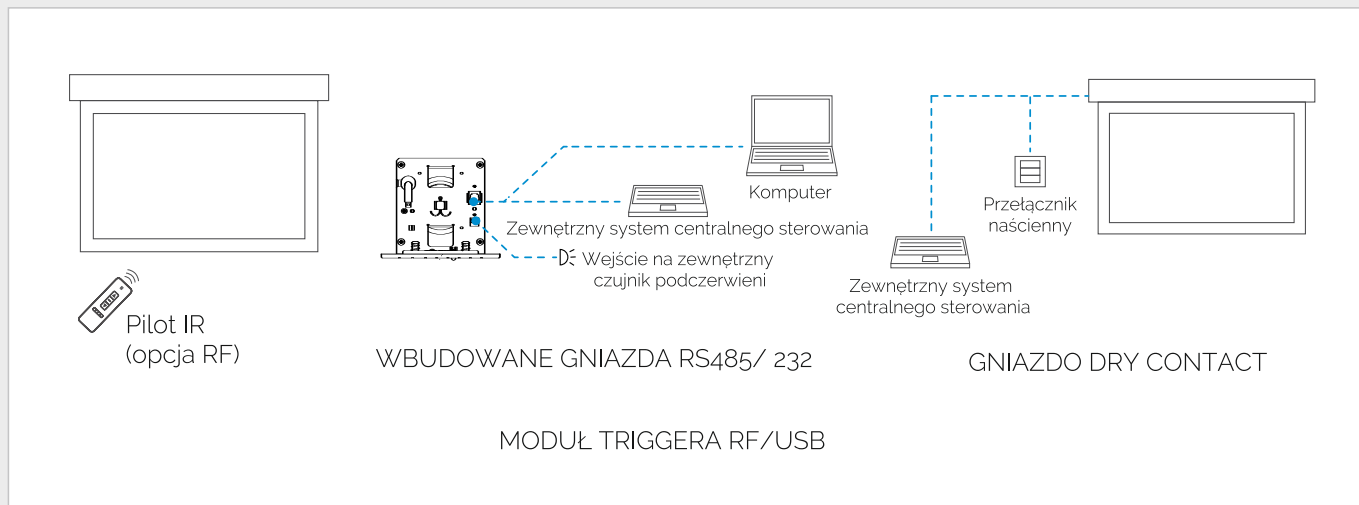 Pilot IR
(opcja RF)
Komputer
Zewnętrzny system centralnego sterowania
Wejście na zewnętrzny
czujnik podczerwieni
WBUDOWANE GNIAZDA RS485/ 232
Przełącznik
naścienny
Zewnętrzny system
centralnego sterowania
GNIAZDO DRY CONTACT
MODUŁ TRIGGERA RF/USB